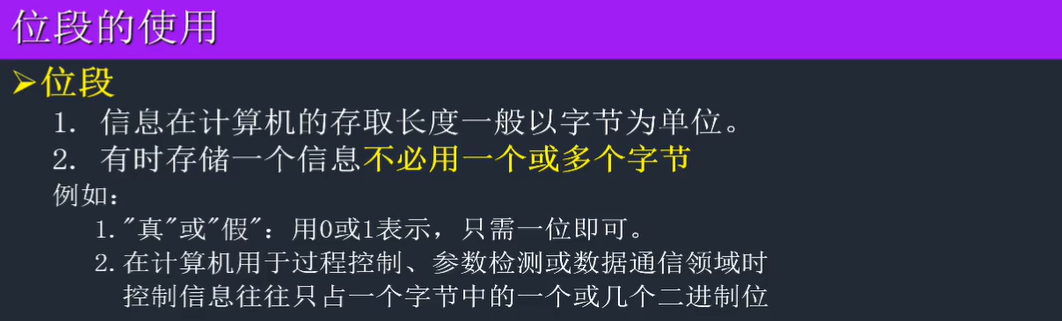 位段的使用
➢位段
1. 信息在计算机的存取长度一般以字节为单位。
2. 有时存储一个信息不必用一个或多个字节
例如：
1."真"或"假"：用0或1表示，只需一位即可。
2.在计算机用于过程控制、参数检测或数据通信领域时
控制信息往往只占一个字节中的一个或几个二进制位